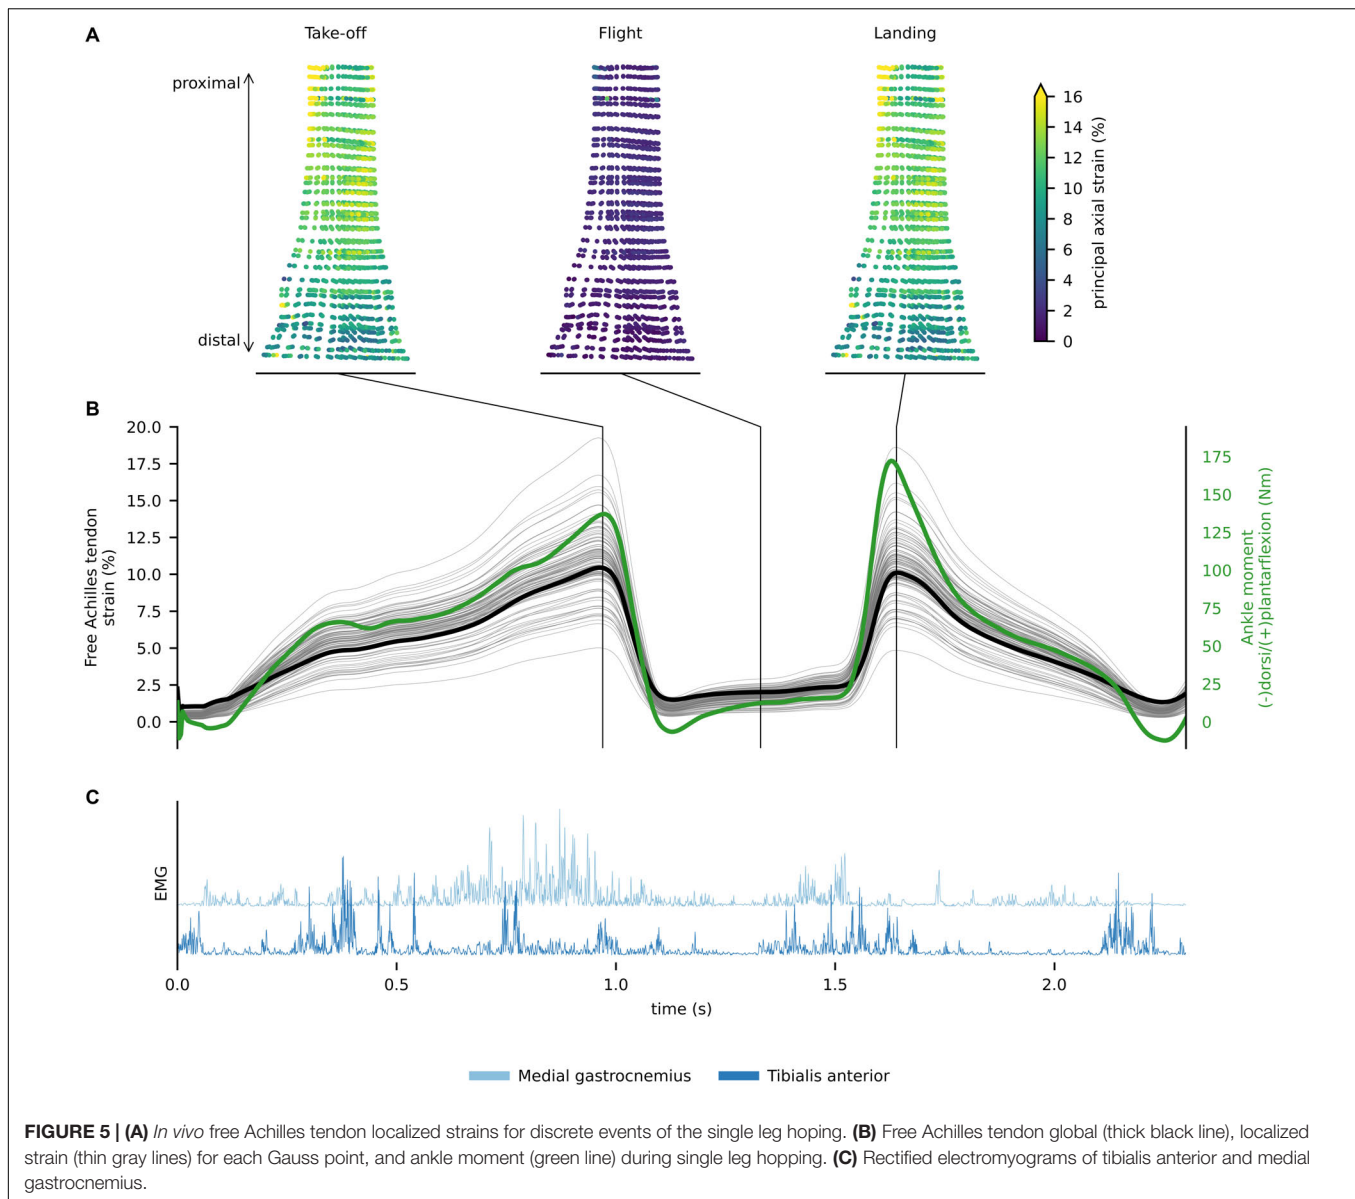 A
Take-off
Flight
Landing
proximal
distal
16
14
12
10
8
6
4
2
0
principal axial strain (%)
B
20.0
17.5
15.0
12.5
10.0
7.5
5.0
2.5
0.0
Free Achilles tendon
strain (%)
175
150
125
100
75
50
25
0
Ankle moment
(-)dorsi/(+)plantarflexion (Nm)
C
EMG
0.0
0.5
1.0
1.5
2.0
time (s)
Medial gastrocnemius
Tibialis anterior
FIGURE 5 | (A) In vivo free Achilles tendon localized strains for discrete events of the single leg hoping. (B) Free Achilles tendon global (thick black line), localized
strain (thin gray lines) for each Gauss point, and ankle moment (green line) during single leg hopping. (C) Rectified electromyograms of tibialis anterior and medial
gastrocnemius.